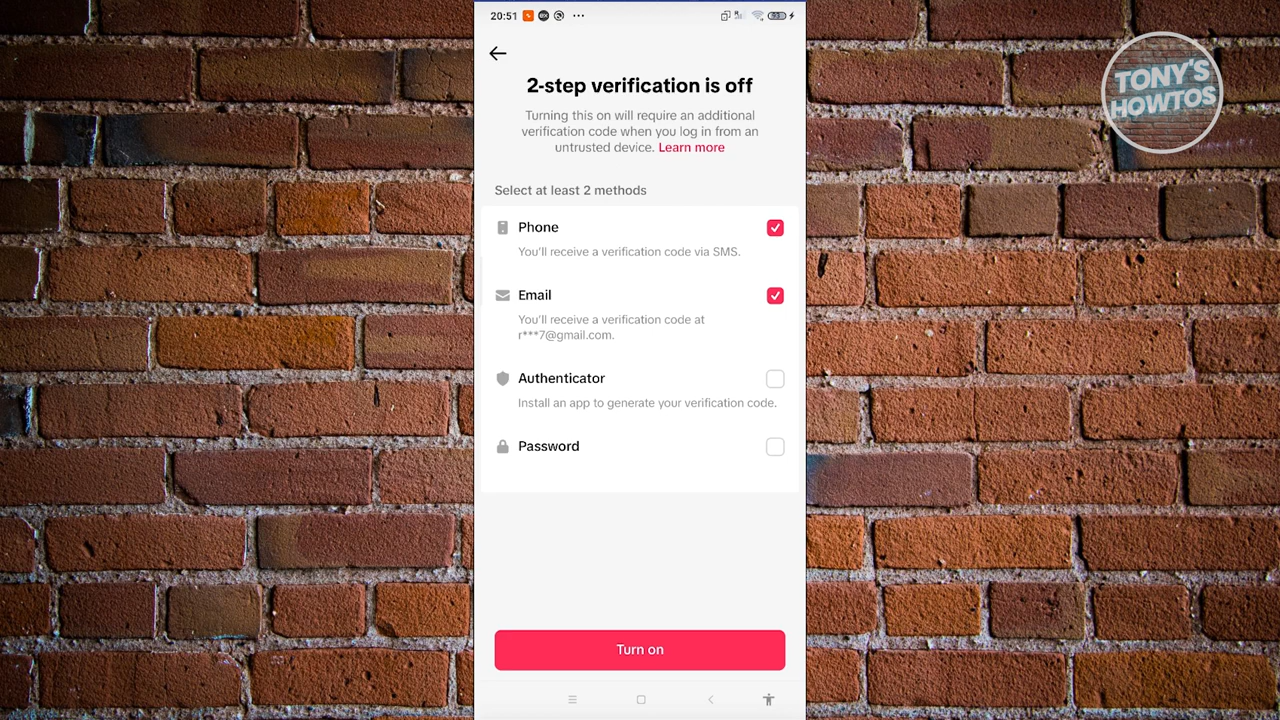 20:51
TONY'S
HOWTOS
2-step verification is off
Turning this on will require an additional
verification code when you log in from an
untrusted device. Learn more
Select at least 2 methods
Phone
You'll receive a verification code via SMS.
Email
You'll receive a verification code at
r***7@gmail.com.
Authenticator
Install an app to generate your verification code.
Password
Turn on